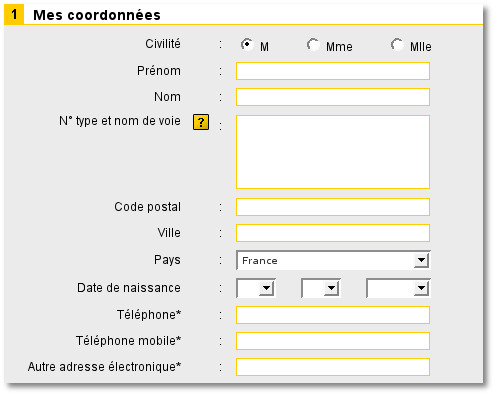 1 Mes coordonnées
Civilité : M Mme Mlle
Prénom :
Nom :
N° type et nom de voie ? :
Code postal :
Ville :
Pays : France
Date de naissance :
Téléphone* :
Téléphone mobile* :
Autre adresse électronique* :